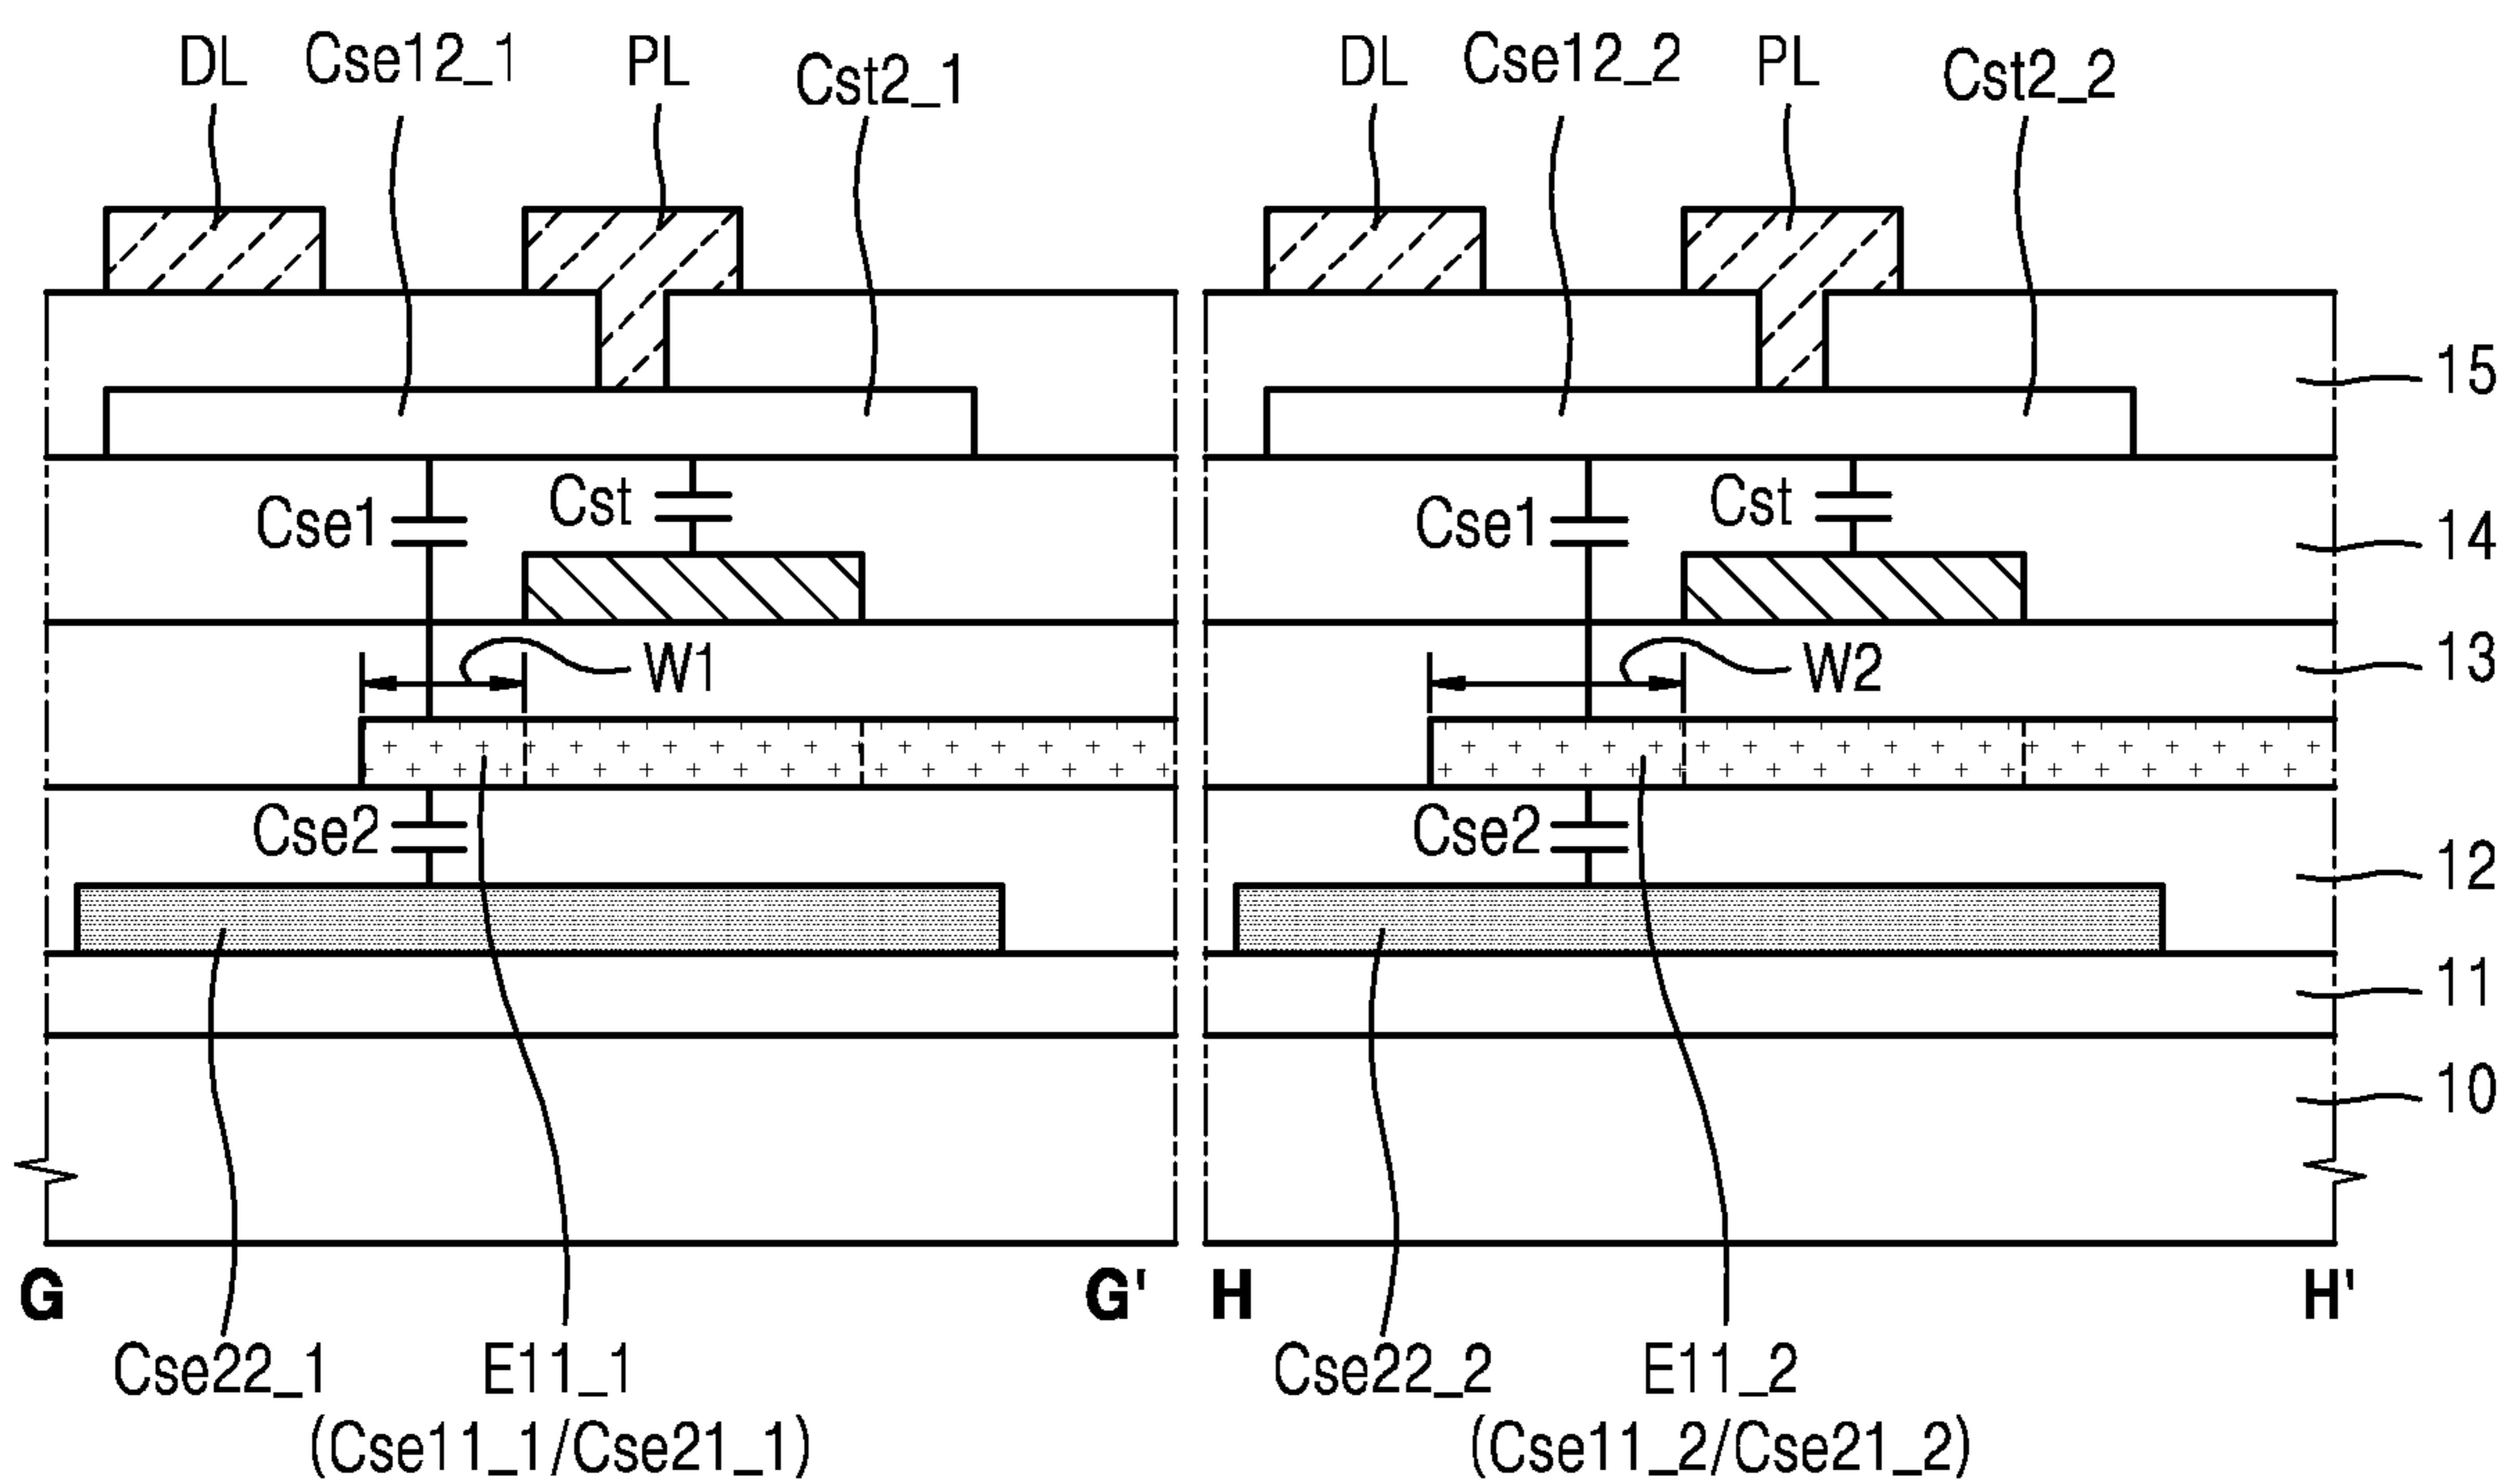 DL Cse12_1 PL Cst2_1 DL Cse12_2 PL Cst2_2
15
Cse1 Cst Cse1 Cst 14
W1 W2 13
Cse2 Cse2 12
11
10
G G' H H'
Cse22_1 E11_1 Cse22_2 E11_2
(Cse11_1/Cse21_1) (Cse11_2/Cse21_2)